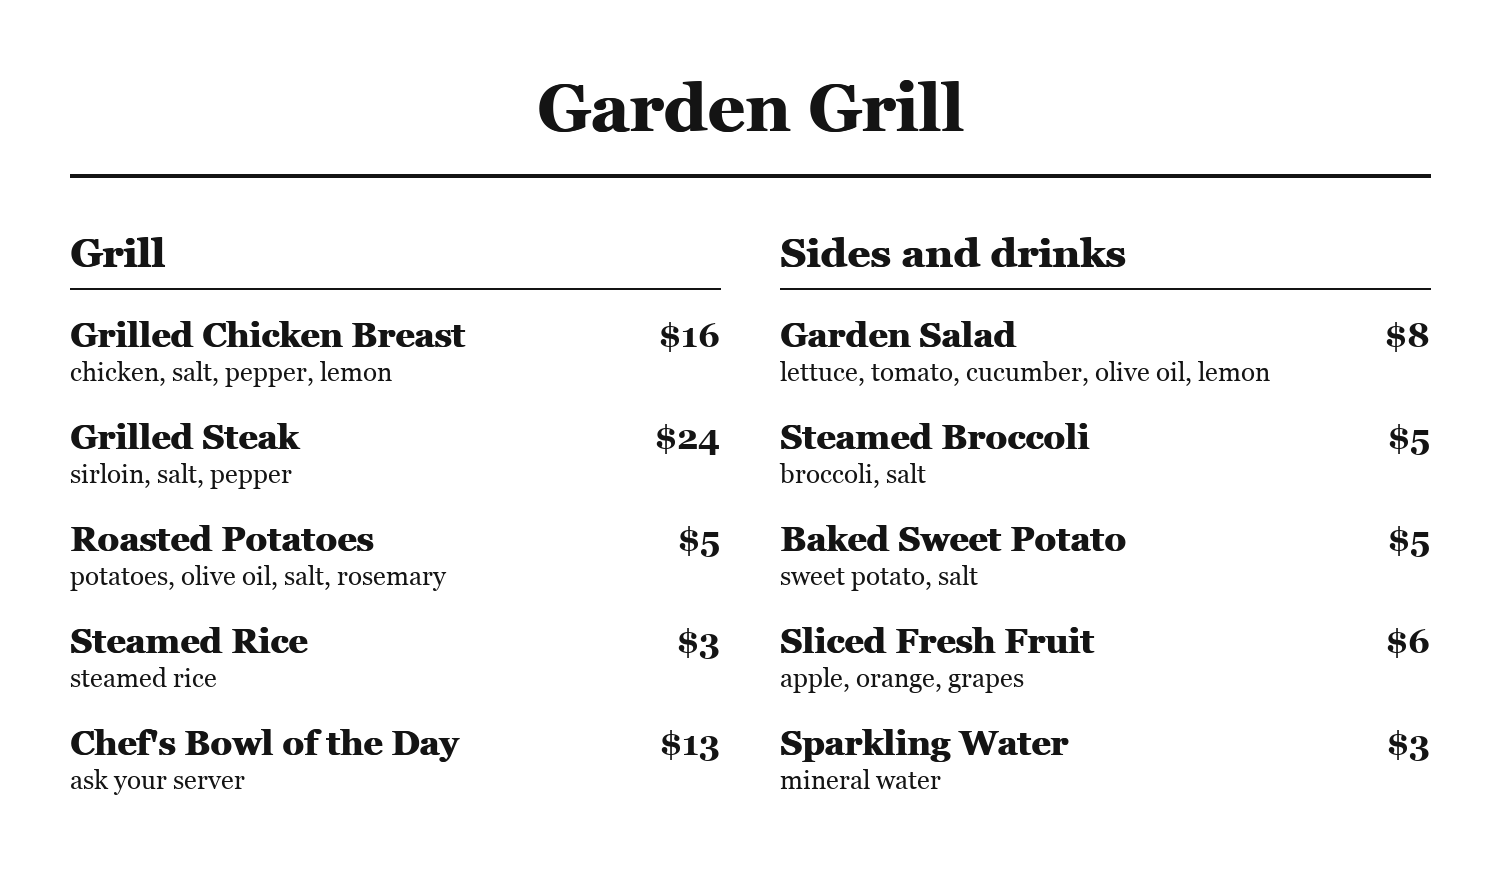 Garden Grill
Grill
Grilled Chicken Breast $16
chicken, salt, pepper, lemon
Grilled Steak $24
sirloin, salt, pepper
Roasted Potatoes $5
potatoes, olive oil, salt, rosemary
Steamed Rice $3
steamed rice
Chef's Bowl of the Day $13
ask your server
Sides and drinks
Garden Salad $8
lettuce, tomato, cucumber, olive oil, lemon
Steamed Broccoli $5
broccoli, salt
Baked Sweet Potato $5
sweet potato, salt
Sliced Fresh Fruit $6
apple, orange, grapes
Sparkling Water $3
mineral water